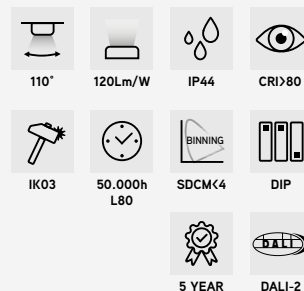 110°
120Lm/W
IP44
CRI>80
BINNING
IK03
50.000h
L80
SDCM<4
DIP
DALI
5 YEAR
DALI-2